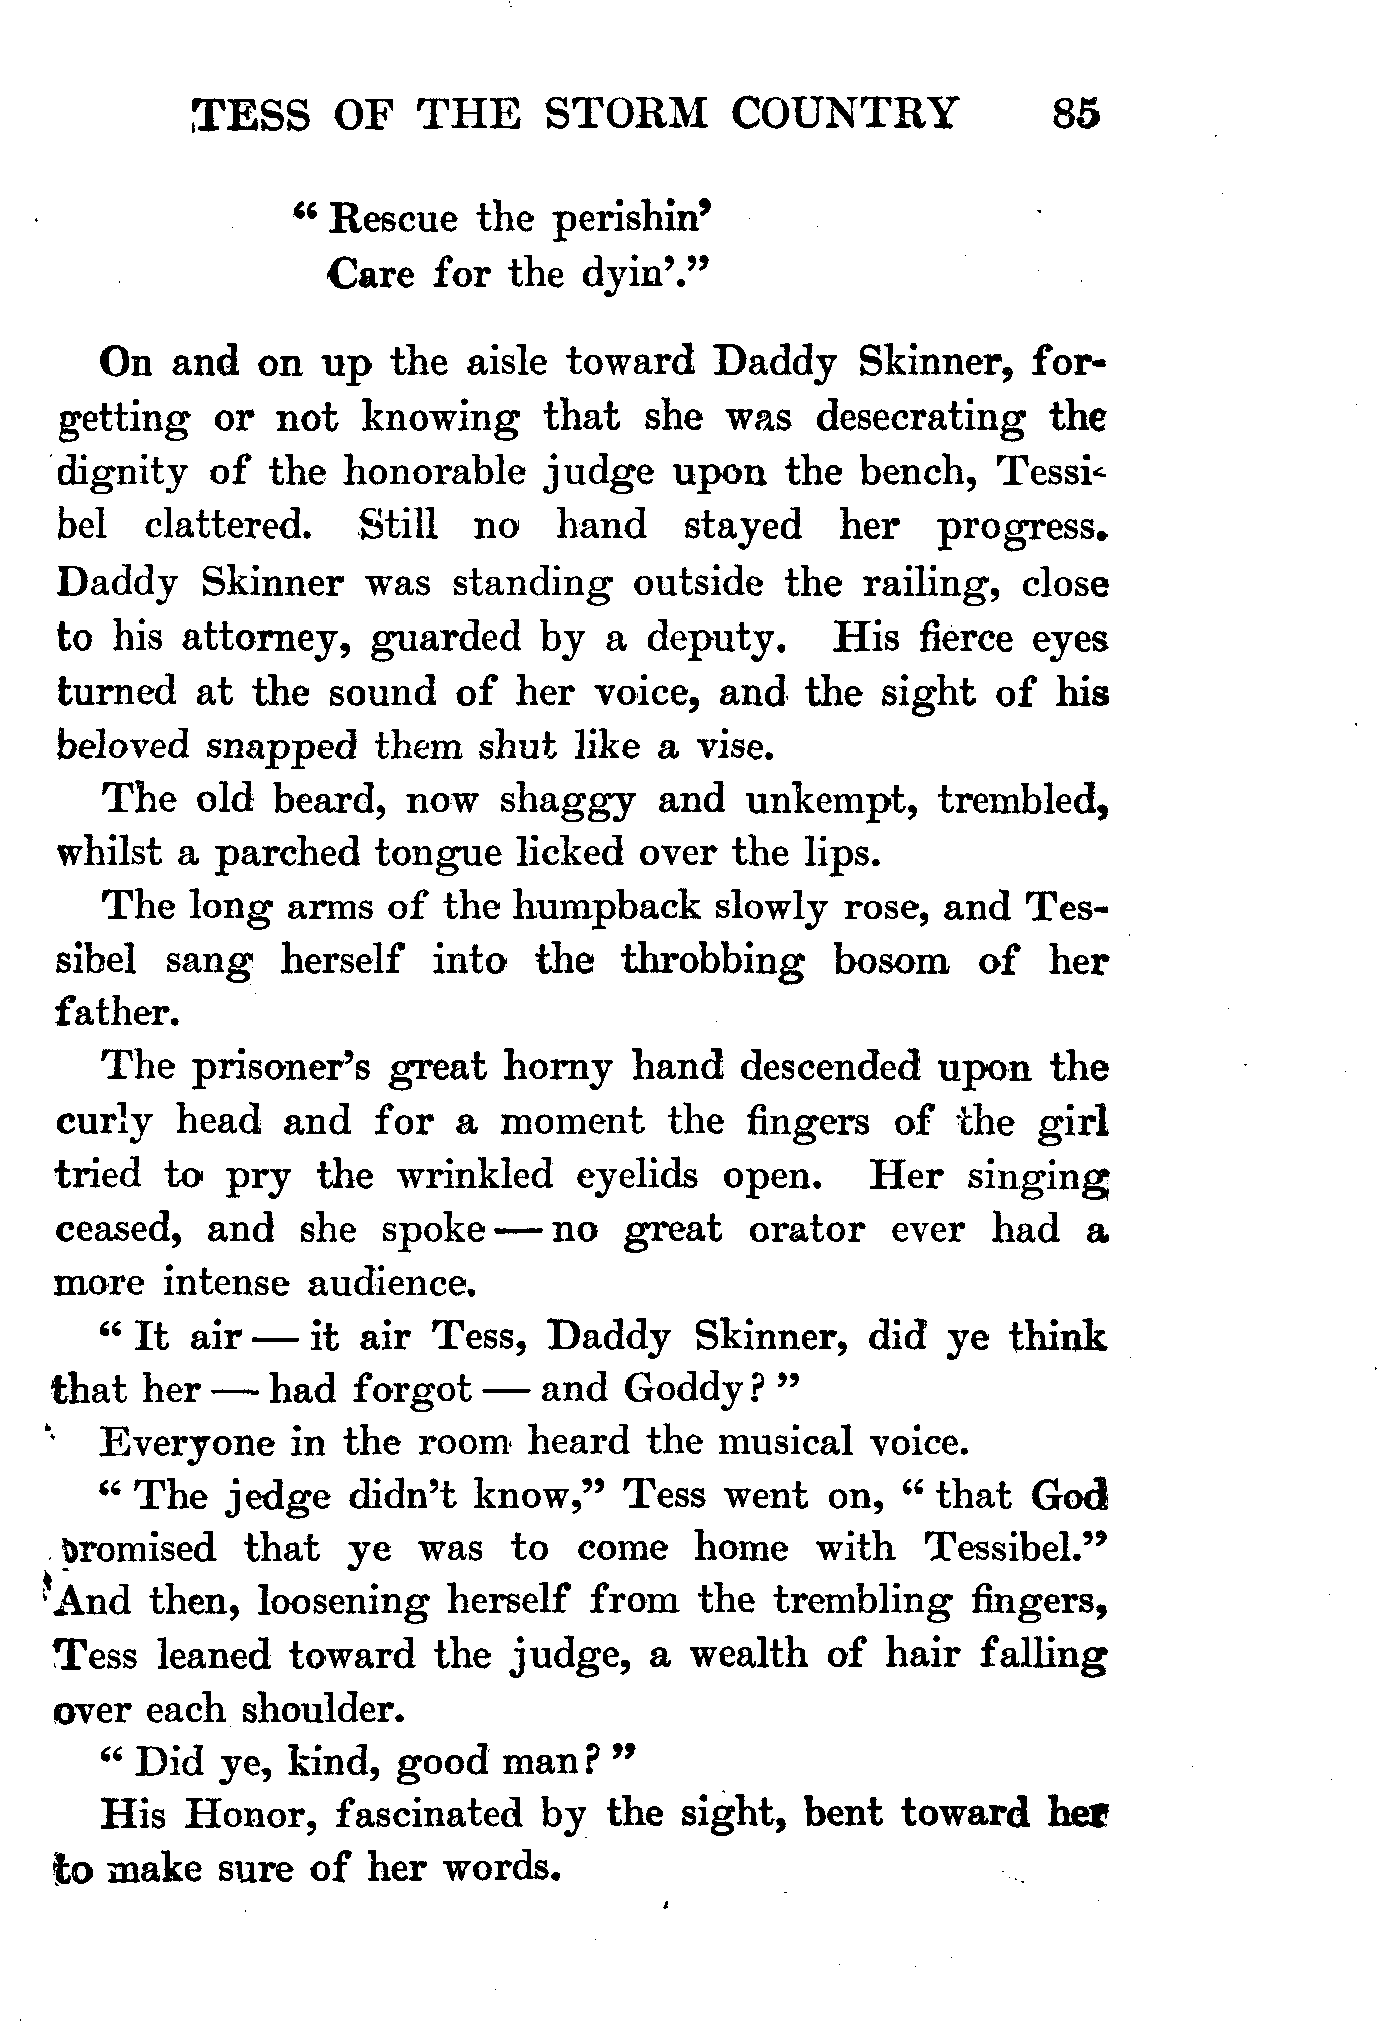 TESS OF THE STORM COUNTRY 85
“ Rescue the perishin’
Care for the dyin’.”
On and on up the aisle toward Daddy Skinner, for-
getting or not knowing that she was desecrating the
dignity of the honorable judge upon the bench, Tessi-
bel clattered. Still no hand stayed her progress.
Daddy Skinner was standing outside the railing, close
to his attorney, guarded by a deputy. His fierce eyes
turned at the sound of her voice, and the sight of his
beloved snapped them shut like a vise.
The old beard, now shaggy and unkempt, trembled,
whilst a parched tongue licked over the lips.
The long arms of the humpback slowly rose, and Tes-
sibel sang herself into the throbbing bosom of her
father.
The prisoner’s great horny hand descended upon the
curly head and for a moment the fingers of the girl
tried to pry the wrinkled eyelids open. Her singing
ceased, and she spoke — no great orator ever had a
more intense audience.
“ It air — it air Tess, Daddy Skinner, did ye think
that her — had forgot — and Goddy? ”
Everyone in the room heard the musical voice.
“ The jedge didn’t know,” Tess went on, “ that God
promised that ye was to come home with Tessibel.”
And then, loosening herself from the trembling fingers,
Tess leaned toward the judge, a wealth of hair falling
over each shoulder.
“ Did ye, kind, good man? ”
His Honor, fascinated by the sight, bent toward her
to make sure of her words.